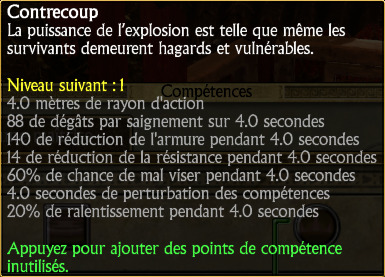 Contrecoup
La puissance de l'explosion est telle que même les
survivants demeurent hagards et vulnérables.
Niveau suivant : 1
Compétences
4.0 mètres de rayon d'action
88 de dégâts par saignement sur 4.0 secondes
140 de réduction de l'armure pendant 4.0 secondes
14 de réduction de la résistance pendant 4.0 secondes
60% de chance de mal viser pendant 4.0 secondes
4.0 secondes de perturbation des compétences
20% de ralentissement pendant 4.0 secondes
Appuyez pour ajouter des points de compétence
inutilisés.